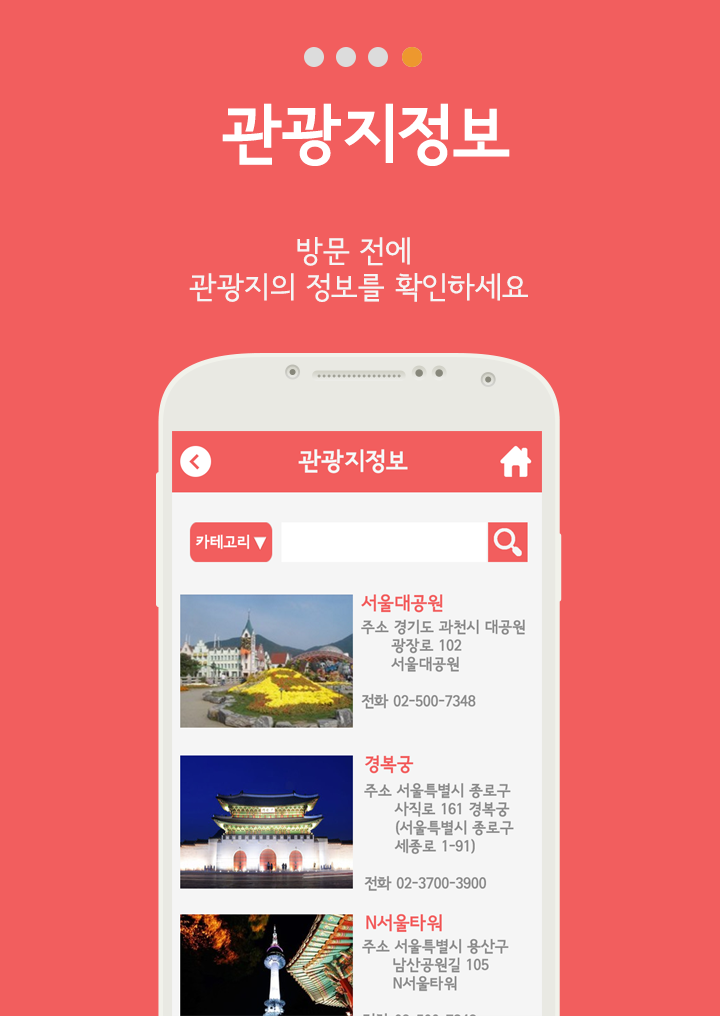 관광지정보
방문 전에
관광지의 정보를 확인하세요
관광지정보
카테고리 ▼
서울대공원
주소 경기도 과천시 대공원
광장로 102
서울대공원
전화 02-500-7348
경복궁
주소 서울특별시 종로구
사직로 161 경복궁
(서울특별시 종로구
세종로 1-91)
전화 02-3700-3900
N서울타워
주소 서울특별시 용산구
남산공원길 105
N서울타워